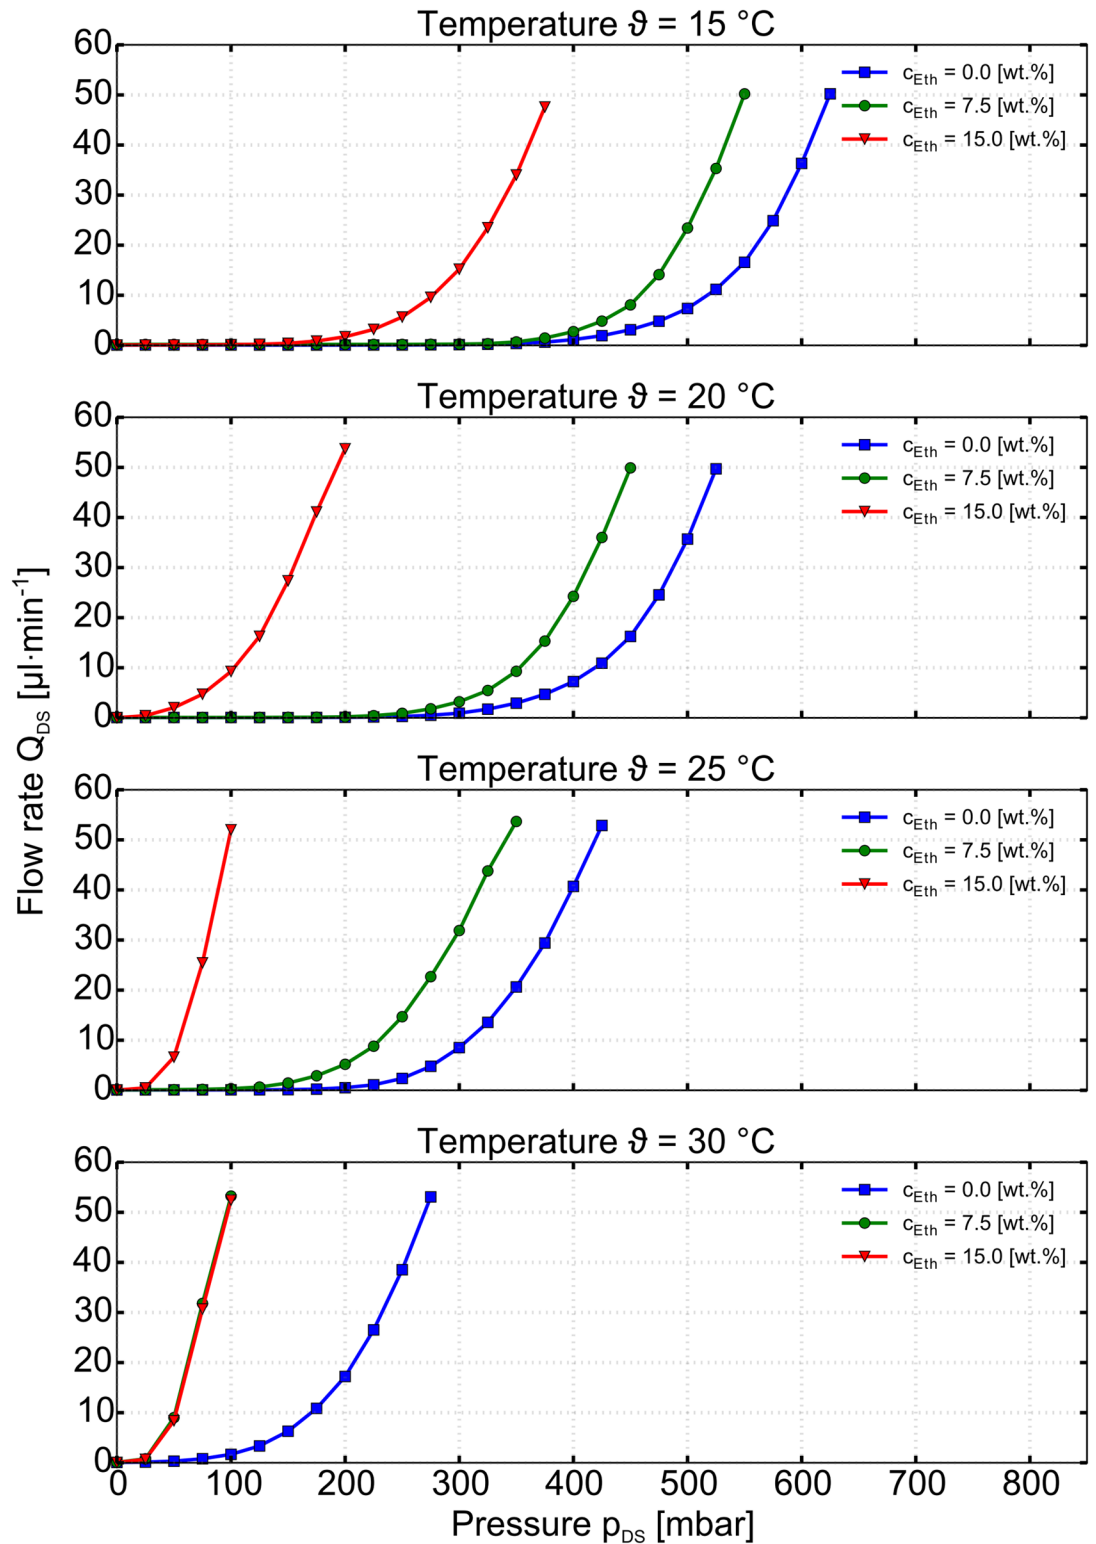 Temperature ϑ = 15 °C
60
50
40
30
20
10
0
c_Eth = 0.0 [wt.%]
c_Eth = 7.5 [wt.%]
c_Eth = 15.0 [wt.%]
Temperature ϑ = 20 °C
60
50
40
30
20
10
0
c_Eth = 0.0 [wt.%]
c_Eth = 7.5 [wt.%]
c_Eth = 15.0 [wt.%]
Flow rate Q_DS [µl·min⁻¹]
Temperature ϑ = 25 °C
60
50
40
30
20
10
0
c_Eth = 0.0 [wt.%]
c_Eth = 7.5 [wt.%]
c_Eth = 15.0 [wt.%]
Temperature ϑ = 30 °C
60
50
40
30
20
10
0
c_Eth = 0.0 [wt.%]
c_Eth = 7.5 [wt.%]
c_Eth = 15.0 [wt.%]
0 100 200 300 400 500 600 700 800
Pressure p_DS [mbar]